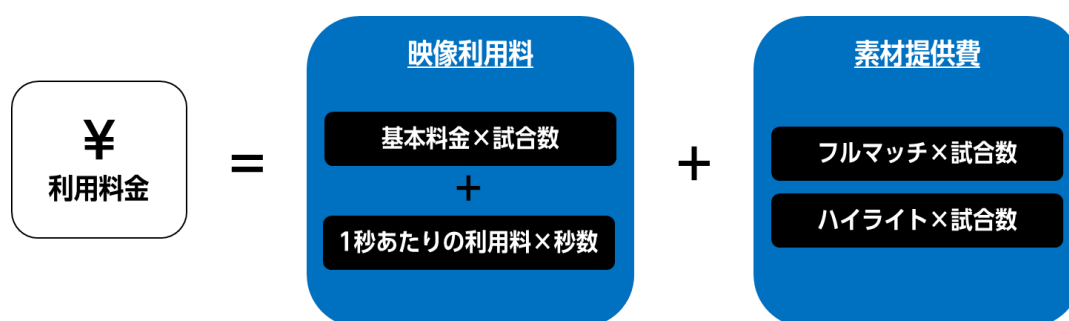 ¥
利用料金
=
映像利用料
基本料金×試合数
+
1秒あたりの利用料×秒数
+
素材提供費
フルマッチ×試合数
ハイライト×試合数